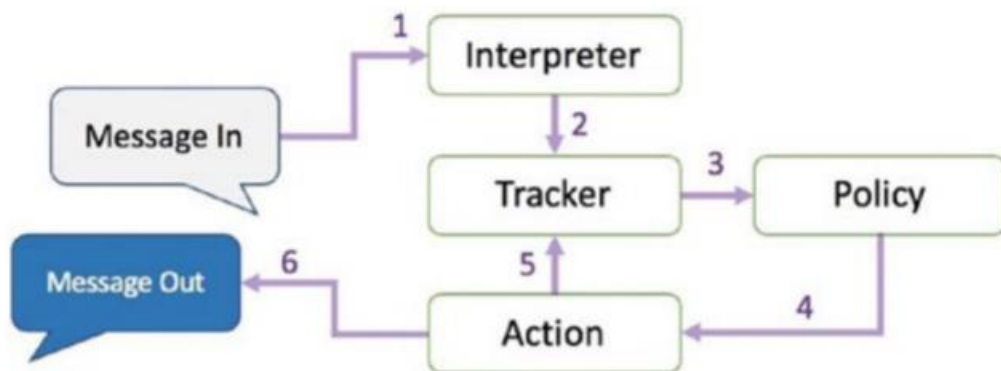 1
Interpreter
Message In
2
Tracker
3
Policy
Message Out
6
5
4
Action